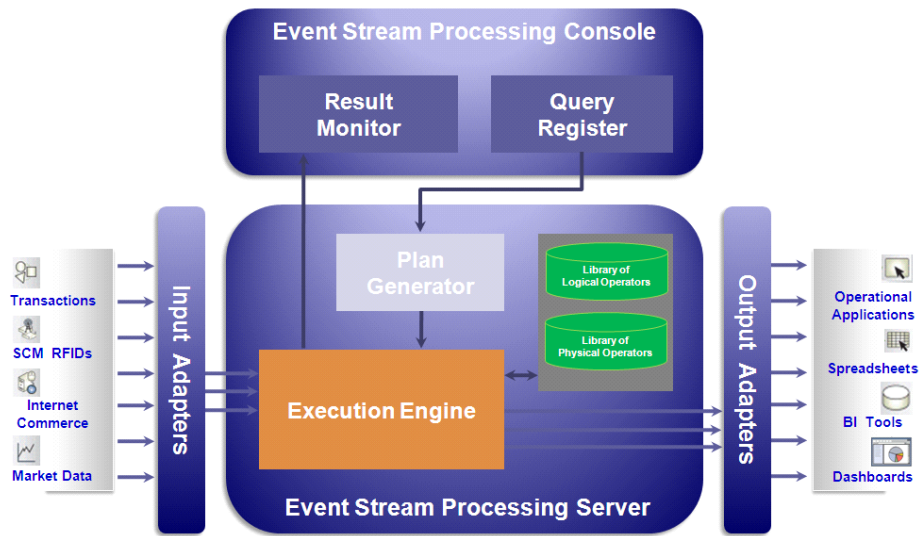 Event Stream Processing Console
Result
Monitor
Query
Register
Plan
Generator
Library of
Logical Operators
Library of
Physical Operators
Execution Engine
Event Stream Processing Server
Input Adapters
Output Adapters
Transactions
SCM RFIDs
Internet
Commerce
Market Data
Operational
Applications
Spreadsheets
BI Tools
Dashboards